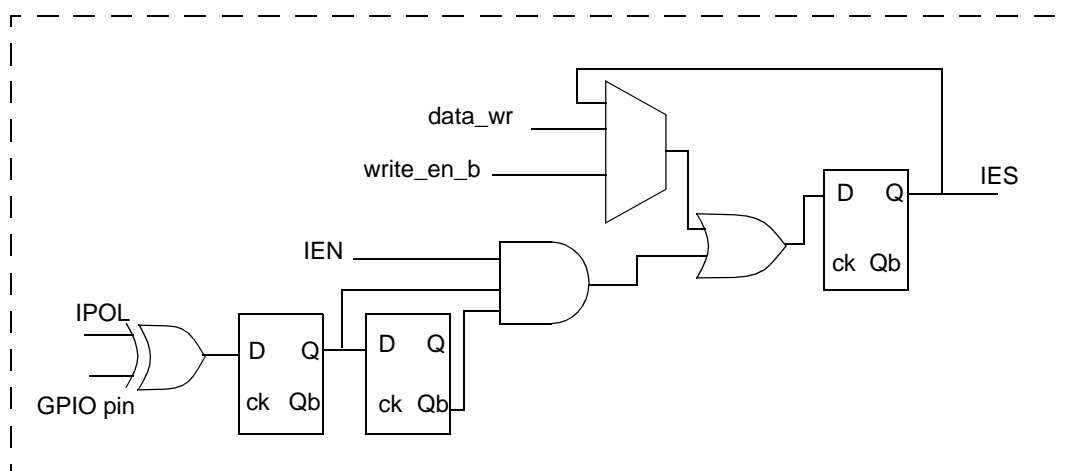 data_wr
write_en_b
IES
D Q
ck Qb
IEN
IPOL
GPIO pin
D Q
ck Qb
D Q
ck Qb